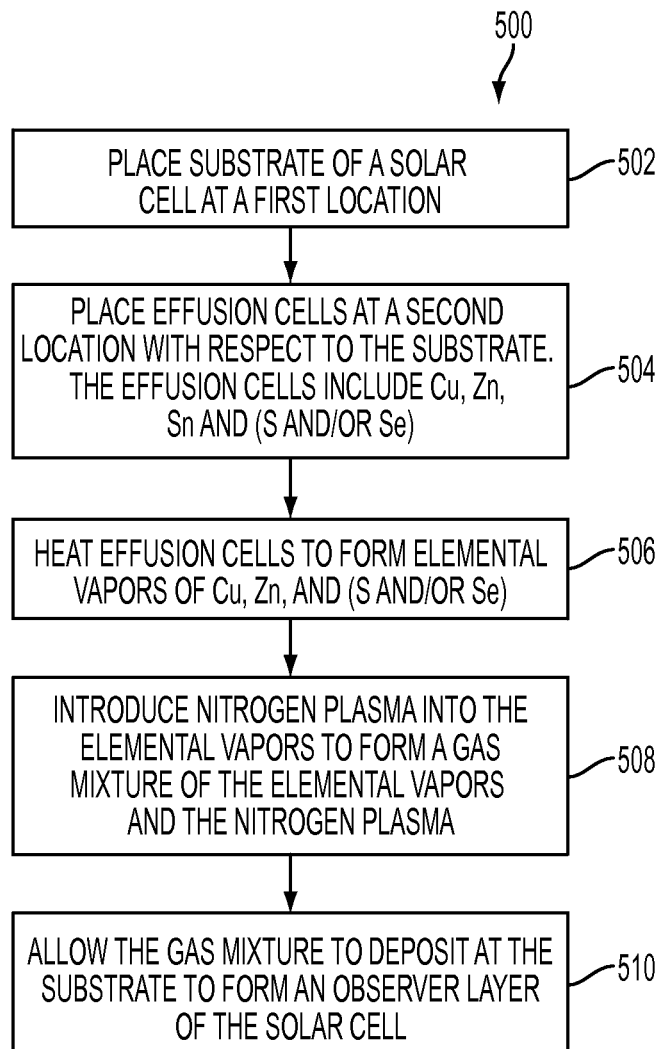 500
PLACE SUBSTRATE OF A SOLAR
CELL AT A FIRST LOCATION
502
PLACE EFFUSION CELLS AT A SECOND
LOCATION WITH RESPECT TO THE SUBSTRATE.
THE EFFUSION CELLS INCLUDE Cu, Zn,
Sn AND (S AND/OR Se)
504
HEAT EFFUSION CELLS TO FORM ELEMENTAL
VAPORS OF Cu, Zn, AND (S AND/OR Se)
506
INTRODUCE NITROGEN PLASMA INTO THE
ELEMENTAL VAPORS TO FORM A GAS
MIXTURE OF THE ELEMENTAL VAPORS
AND THE NITROGEN PLASMA
508
ALLOW THE GAS MIXTURE TO DEPOSIT AT THE
SUBSTRATE TO FORM AN OBSERVER LAYER
OF THE SOLAR CELL
510